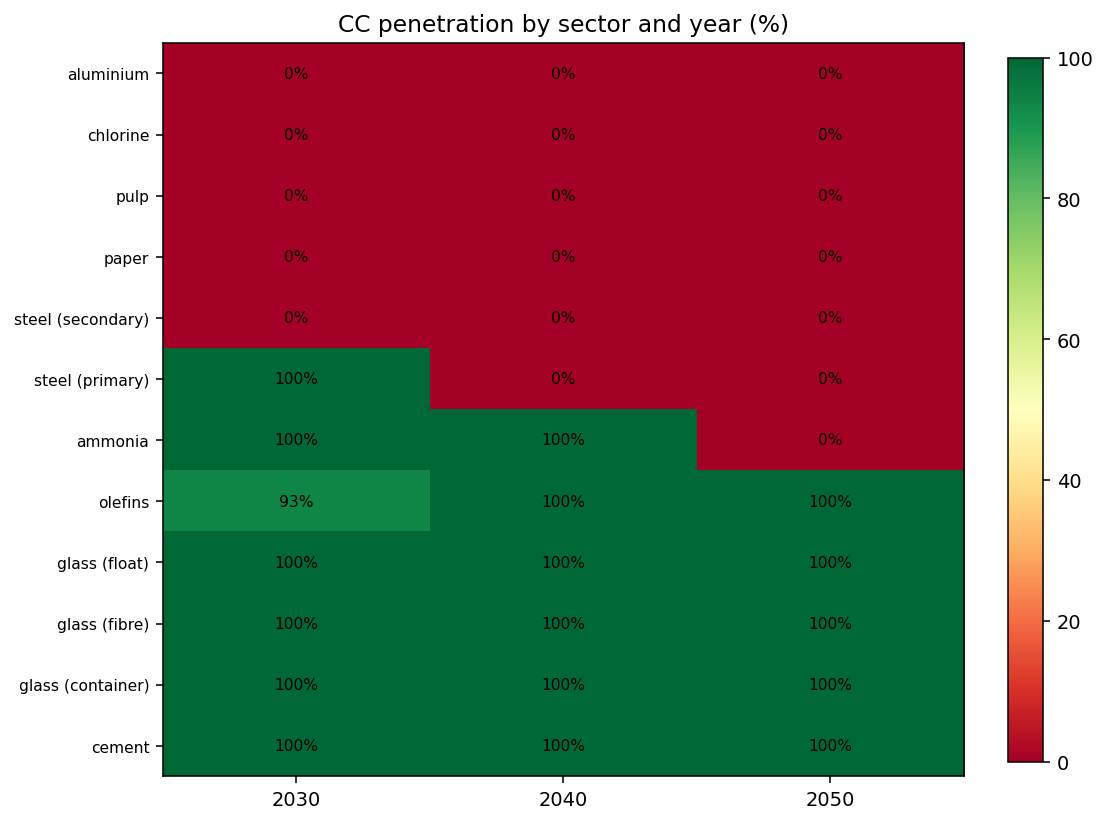 CC penetration by sector and year (%)
aluminium 0% 0% 0%
chlorine 0% 0% 0%
pulp 0% 0% 0%
paper 0% 0% 0%
steel (secondary) 0% 0% 0%
steel (primary) 100% 0% 0%
ammonia 100% 100% 0%
olefins 93% 100% 100%
glass (float) 100% 100% 100%
glass (fibre) 100% 100% 100%
glass (container) 100% 100% 100%
cement 100% 100% 100%
2030 2040 2050
100
80
60
40
20
0